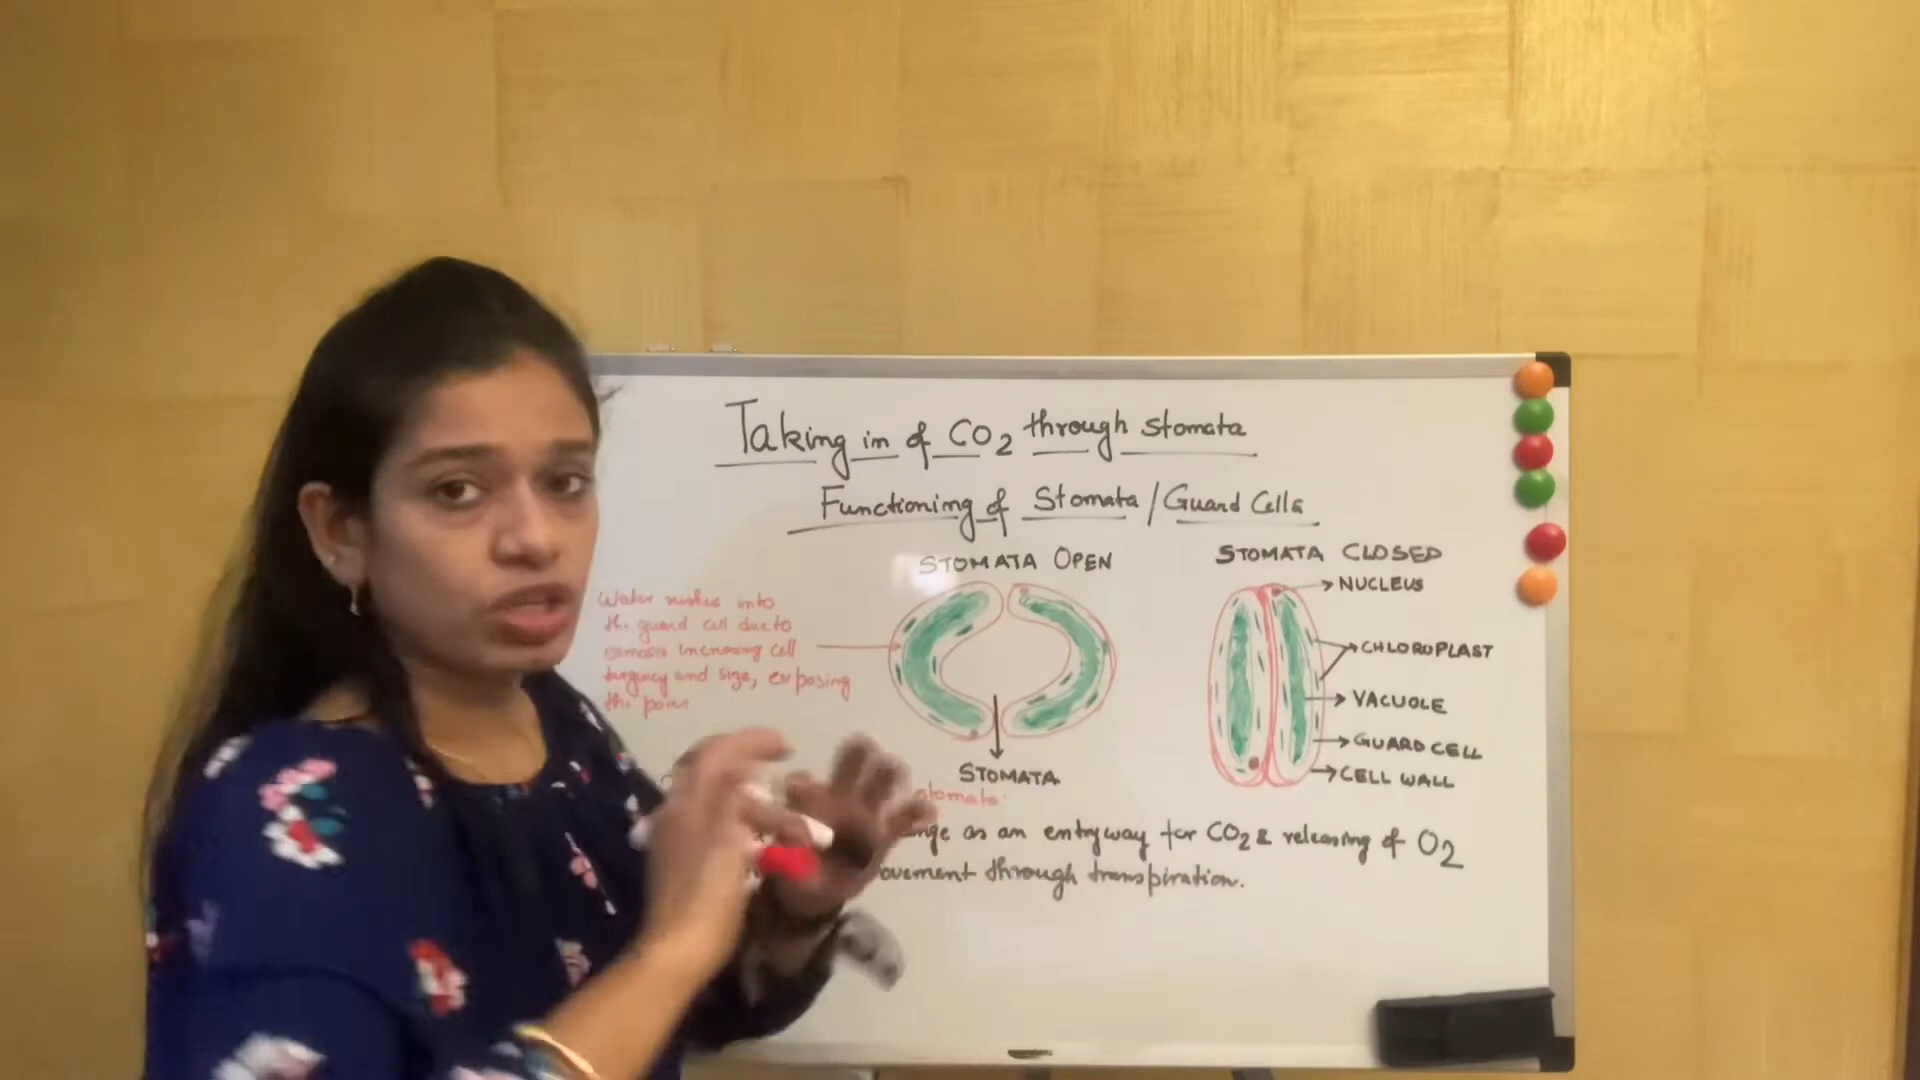 Taking in of CO2 through stomata
Functioning of Stomata / Guard Cells
STOMATA OPEN
STOMATA CLOSED
Water rushes into
the guard cell due to
osmosis increasing cell
turgency and size, exposing
the pores
NUCLEUS
CHLOROPLAST
VACUOLE
GUARD CELL
CELL WALL
STOMATA
stomata
as an entryway for CO2 & releasing of O2
through transpiration.